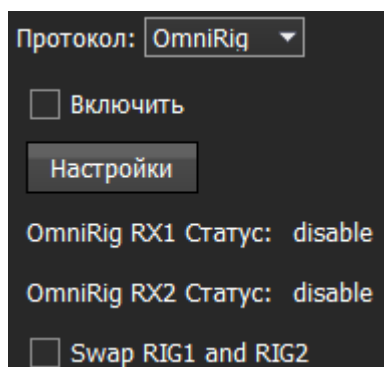 Протокол: OmniRig
Включить
Настройки
OmniRig RX1 Статус: disable
OmniRig RX2 Статус: disable
Swap RIG1 and RIG2